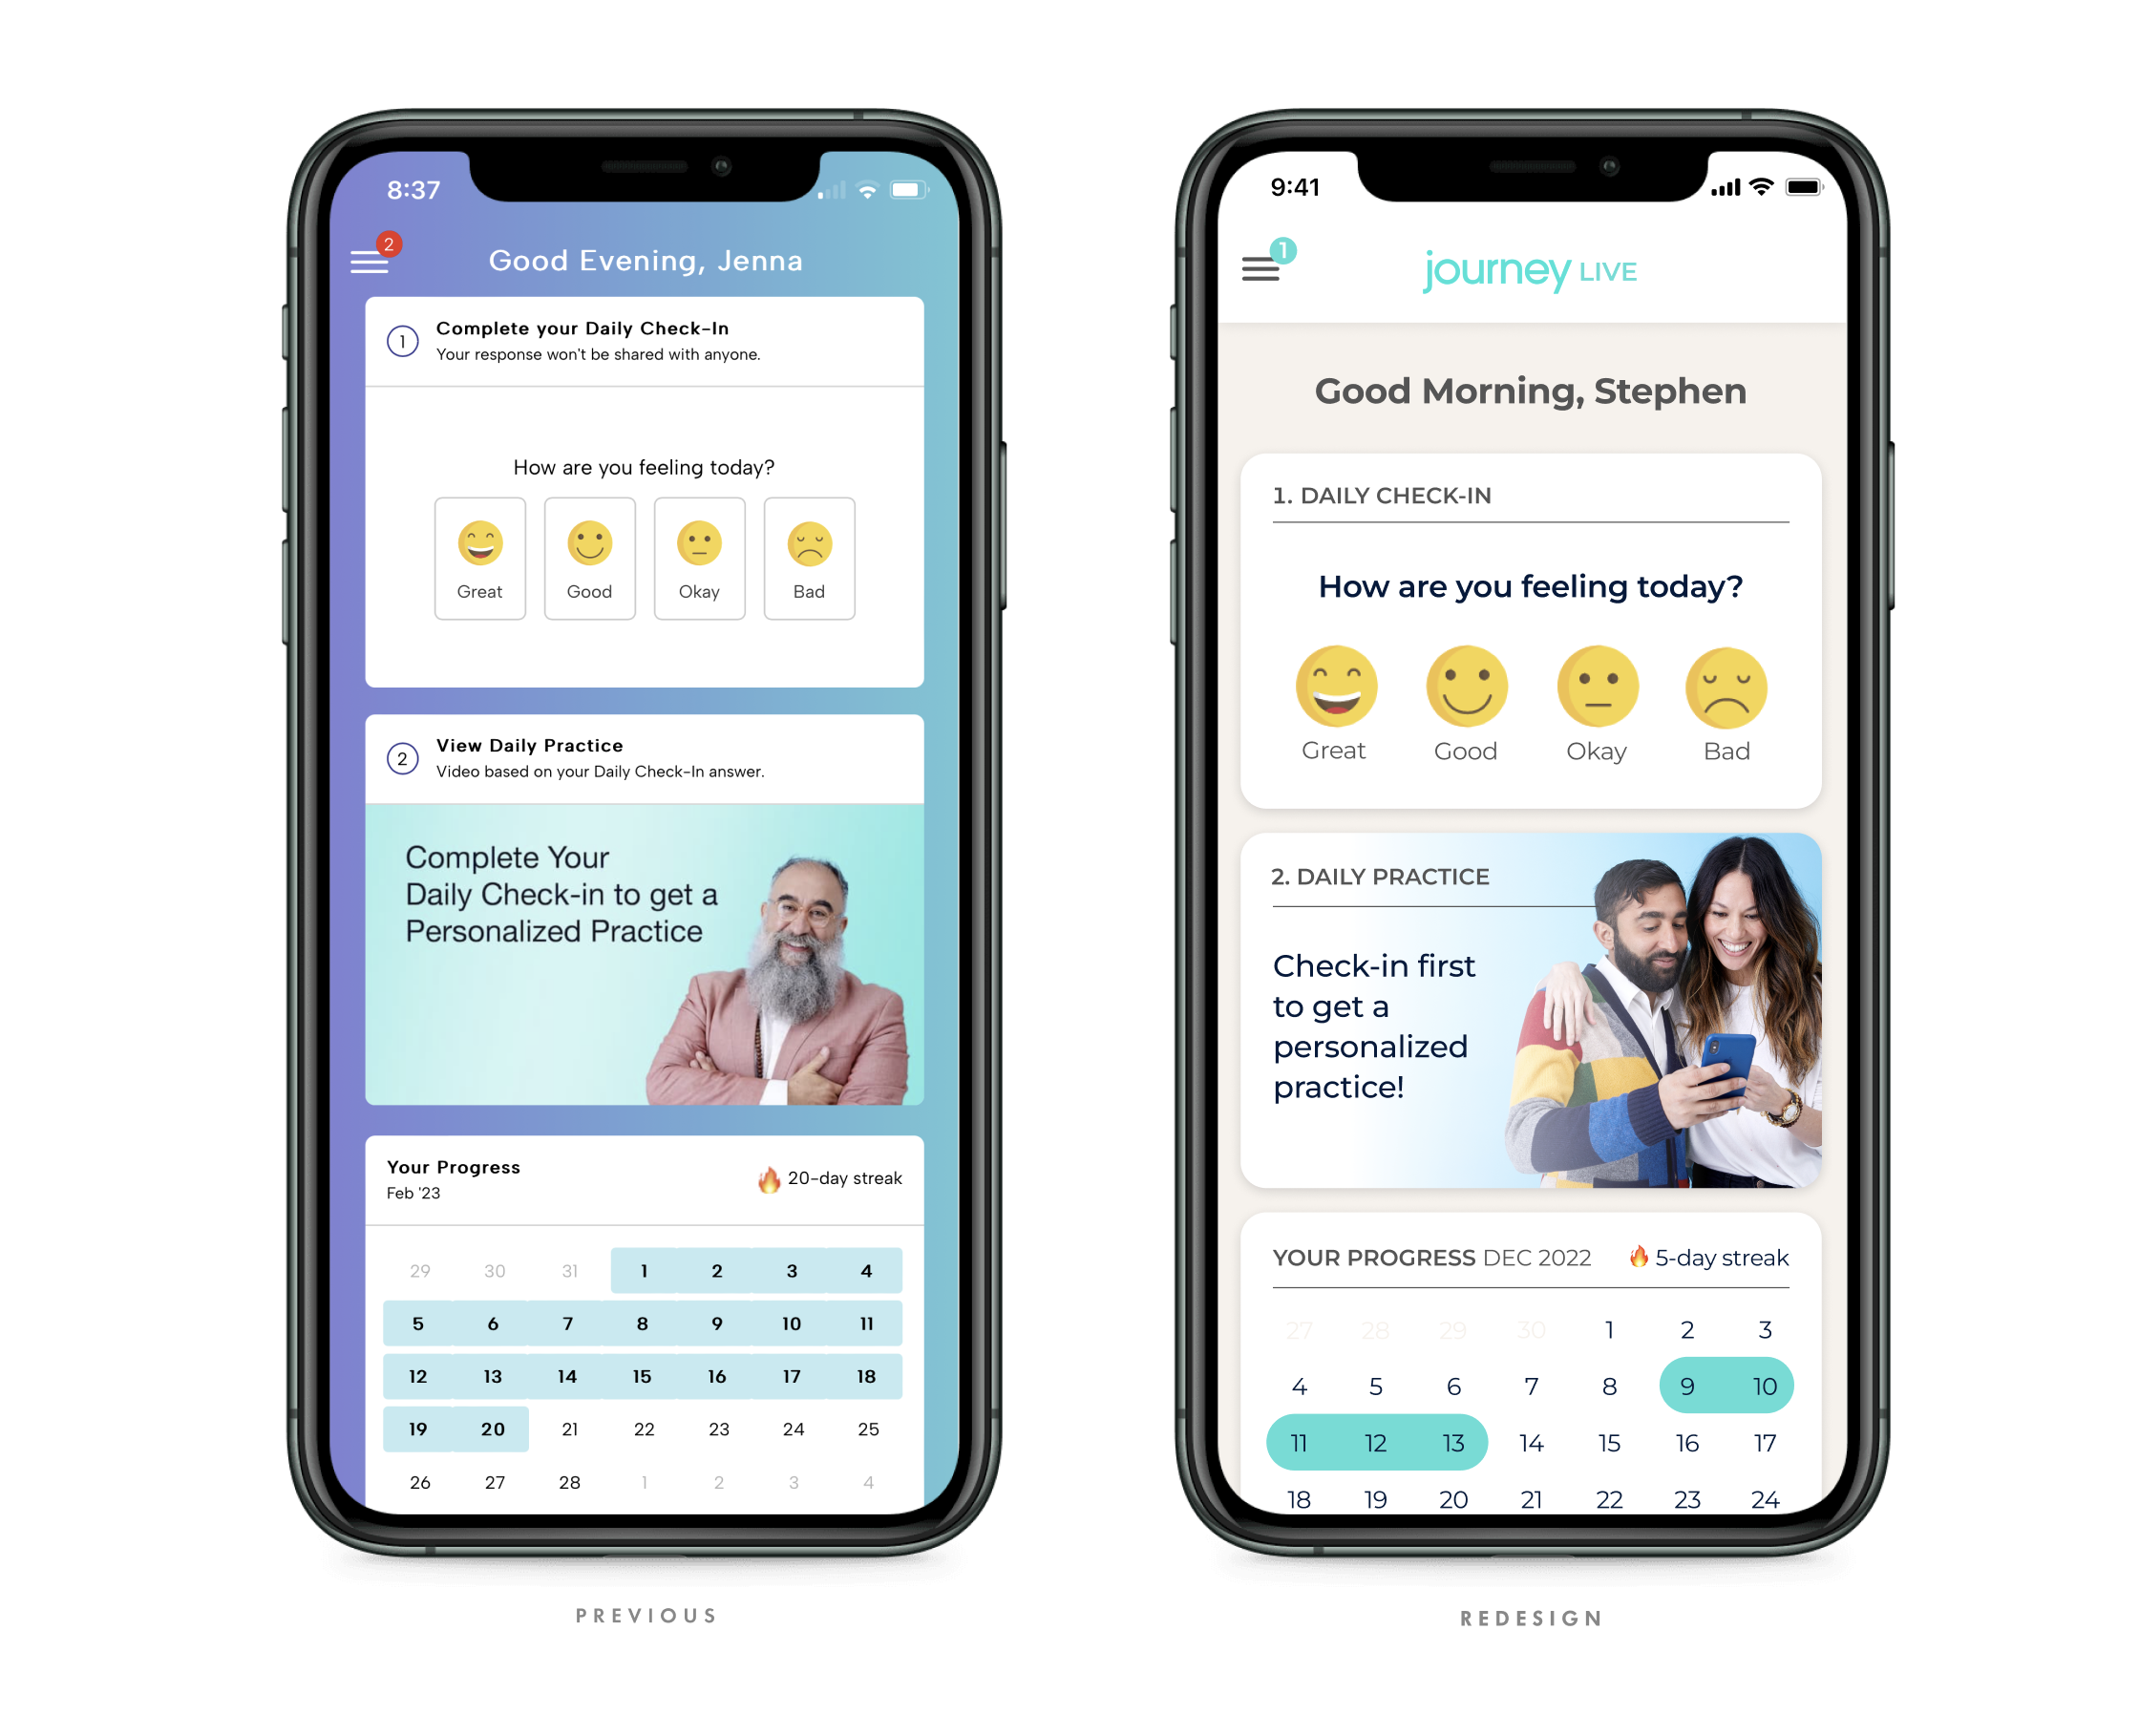 8:37
2
Good Evening, Jenna
1
Complete your Daily Check-In
Your response won't be shared with anyone.
How are you feeling today?
Great Good Okay Bad
2
View Daily Practice
Video based on your Daily Check-In answer.
Complete Your
Daily Check-in to get a
Personalized Practice
Your Progress
Feb '23
20-day streak
29 30 31 1 2 3 4
5 6 7 8 9 10 11
12 13 14 15 16 17 18
19 20 21 22 23 24 25
26 27 28 1 2 3 4
PREVIOUS
9:41
1
journey LIVE
Good Morning, Stephen
1. DAILY CHECK-IN
How are you feeling today?
Great Good Okay Bad
2. DAILY PRACTICE
Check-in first
to get a
personalized
practice!
YOUR PROGRESS DEC 2022 5-day streak
27 28 29 30 1 2 3
4 5 6 7 8 9 10
11 12 13 14 15 16 17
18 19 20 21 22 23 24
REDESIGN